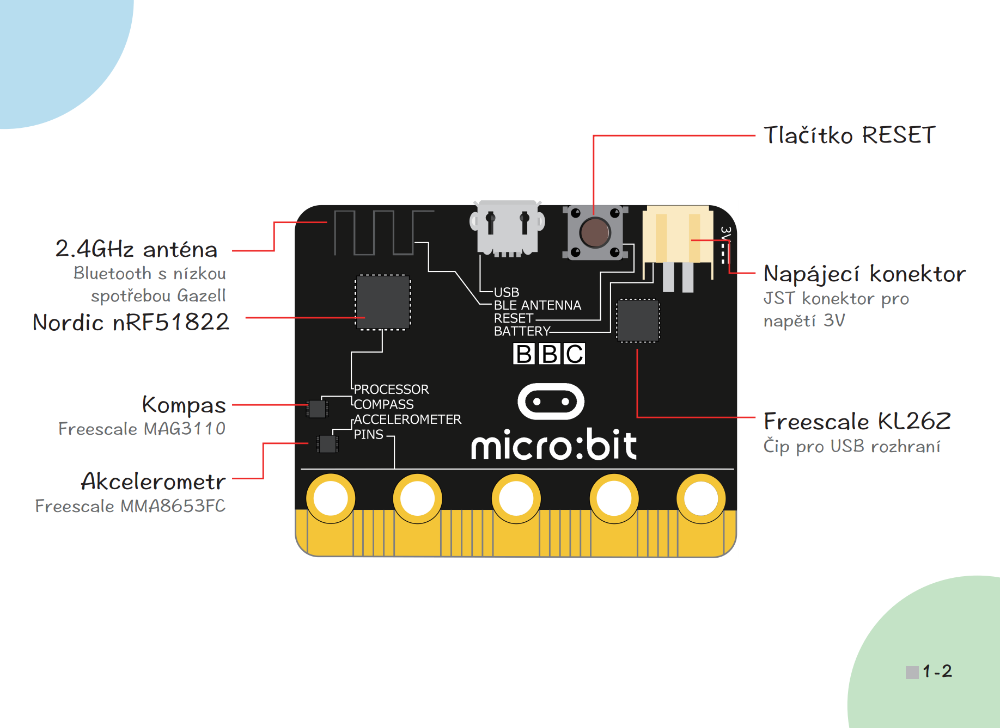 Tlačítko RESET
2.4GHz anténa
Bluetooth s nízkou
spotřebou Gazell
Nordic nRF51822
Kompas
Freescale MAG3110
Akcelerometr
Freescale MMA8653FC
3V
USB
BLE ANTENNA
RESET
BATTERY
BBC
PROCESSOR
COMPASS
ACCELEROMETER
PINS
micro:bit
Napájecí konektor
JST konektor pro
napětí 3V
Freescale KL26Z
Čip pro USB rozhraní
1-2